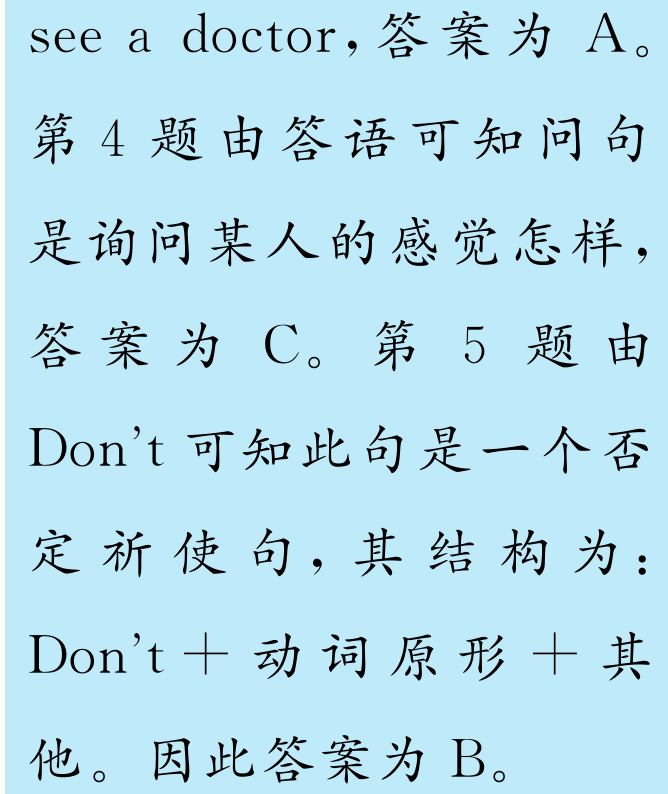 see a doctor,答案为 A。
第 4 题由答语可知问句
是询问某人的感觉怎样，
答案为 C。第 5 题由
Don't 可知此句是一个否
定祈使句，其结构为：
Don't＋动词原形＋其
他。因此答案为 B。